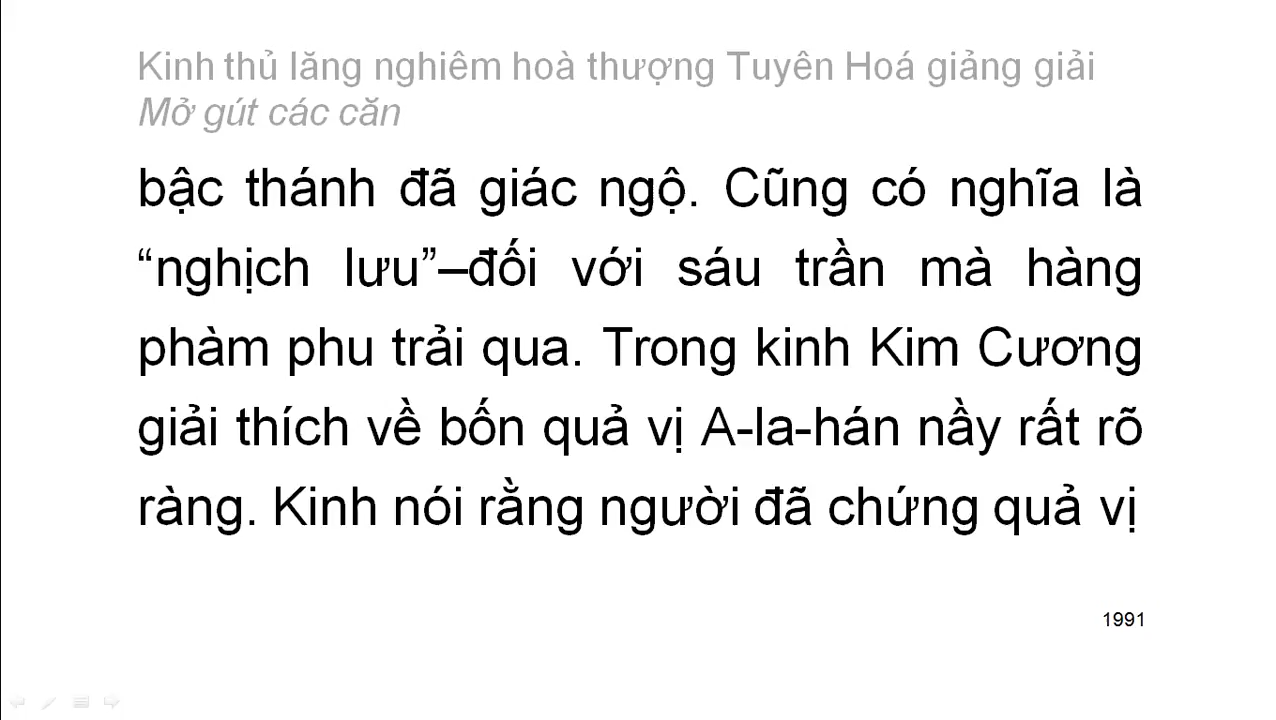 Kinh thủ lăng nghiêm hoà thượng Tuyên Hoá giảng giải
Mở gút các căn
bậc thánh đã giác ngộ. Cũng có nghĩa là
“nghịch lưu”–đối với sáu trần mà hàng
phàm phu trải qua. Trong kinh Kim Cương
giải thích về bốn quả vị A-la-hán nầy rất rõ
ràng. Kinh nói rằng người đã chứng quả vị
1991